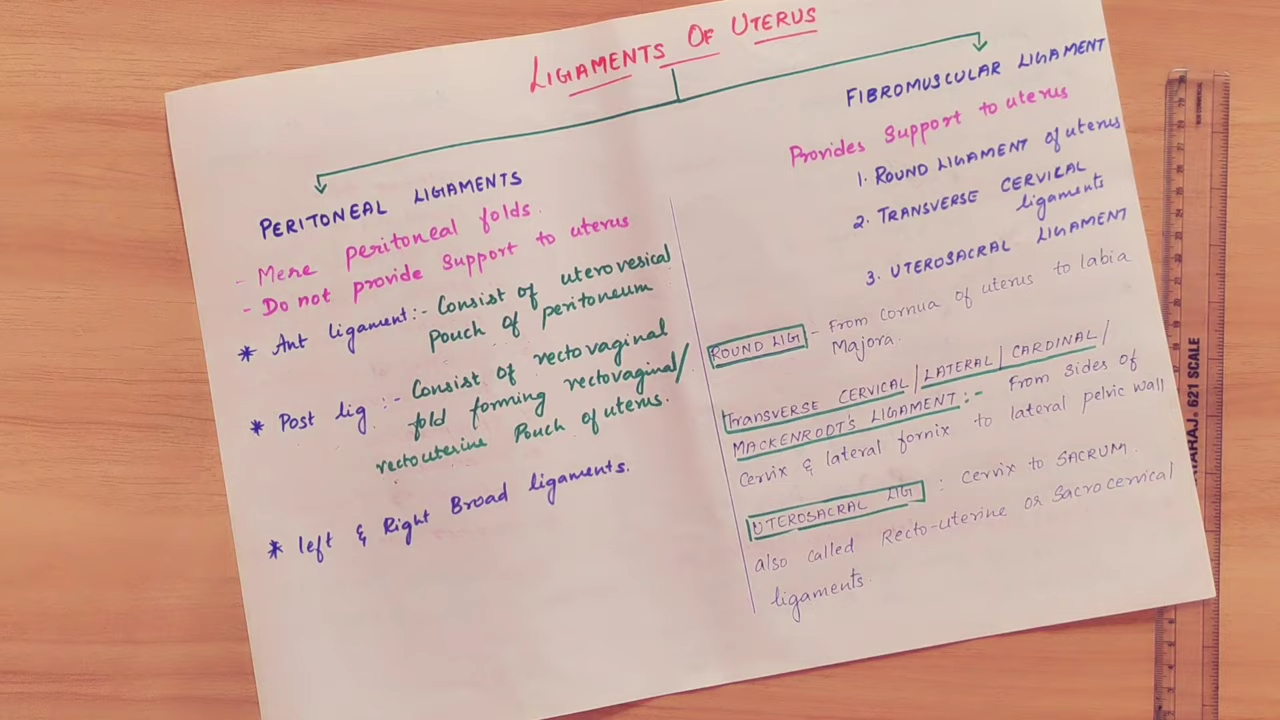 LIGAMENTS OF UTERUS
PERITONEAL LIGAMENTS
- Mere peritoneal folds.
- Do not provide support to uterus
* Ant ligament:- Consist of uterovesical
Pouch of peritoneum
* Post lig :- Consist of rectovaginal
fold forming rectovaginal/
rectouterine Pouch of uterus.
* left & Right Broad ligaments.
FIBROMUSCULAR LIGAMENT
Provides Support to uterus
1. ROUND LIGAMENT of uterus
2. TRANSVERSE CERVICAL
ligaments
3. UTEROSACRAL LIGAMENT
ROUND LIG - From Cornua of uterus to labia
Majora.
TRANSVERSE CERVICAL/LATERAL/CARDINAL/
MACKENRODT'S LIGAMENT:- From sides of
Cervix & lateral fornix to lateral pelvic wall
UTEROSACRAL LIG : Cervix to SACRUM.
also called Recto-uterine or Sacrocervical
ligaments.
621 SCALE